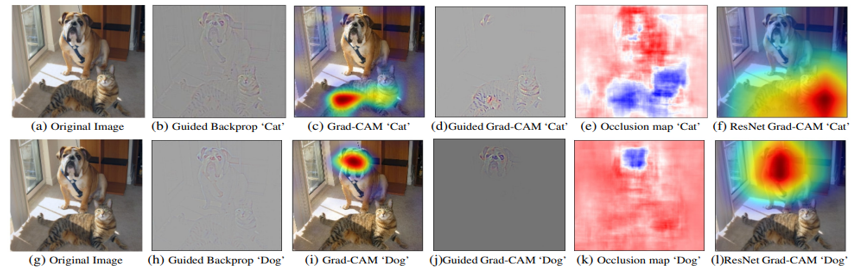 (a) Original Image (b) Guided Backprop ‘Cat’ (c) Grad-CAM ‘Cat’ (d)Guided Grad-CAM ‘Cat’ (e) Occlusion map ‘Cat’ (f) ResNet Grad-CAM ‘Cat’
(g) Original Image (h) Guided Backprop ‘Dog’ (i) Grad-CAM ‘Dog’ (j)Guided Grad-CAM ‘Dog’ (k) Occlusion map ‘Dog’ (l)ResNet Grad-CAM ‘Dog’